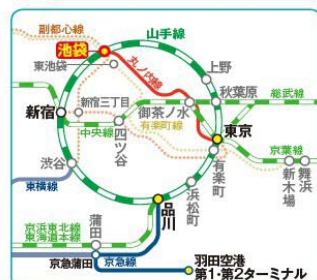 副都心線
山手線
池袋
東池袋
丸ノ内線
上野
秋葉原
新宿三丁目
御茶ノ水
総武線
新宿
中央線
四ツ谷
有楽町線
東京
京葉線
渋谷
有楽町
新木場
舞浜
東横線
浜松町
品川
京浜東北線
東海道本線
蒲田
京急蒲田
京急線
羽田空港
第1・第2ターミナル